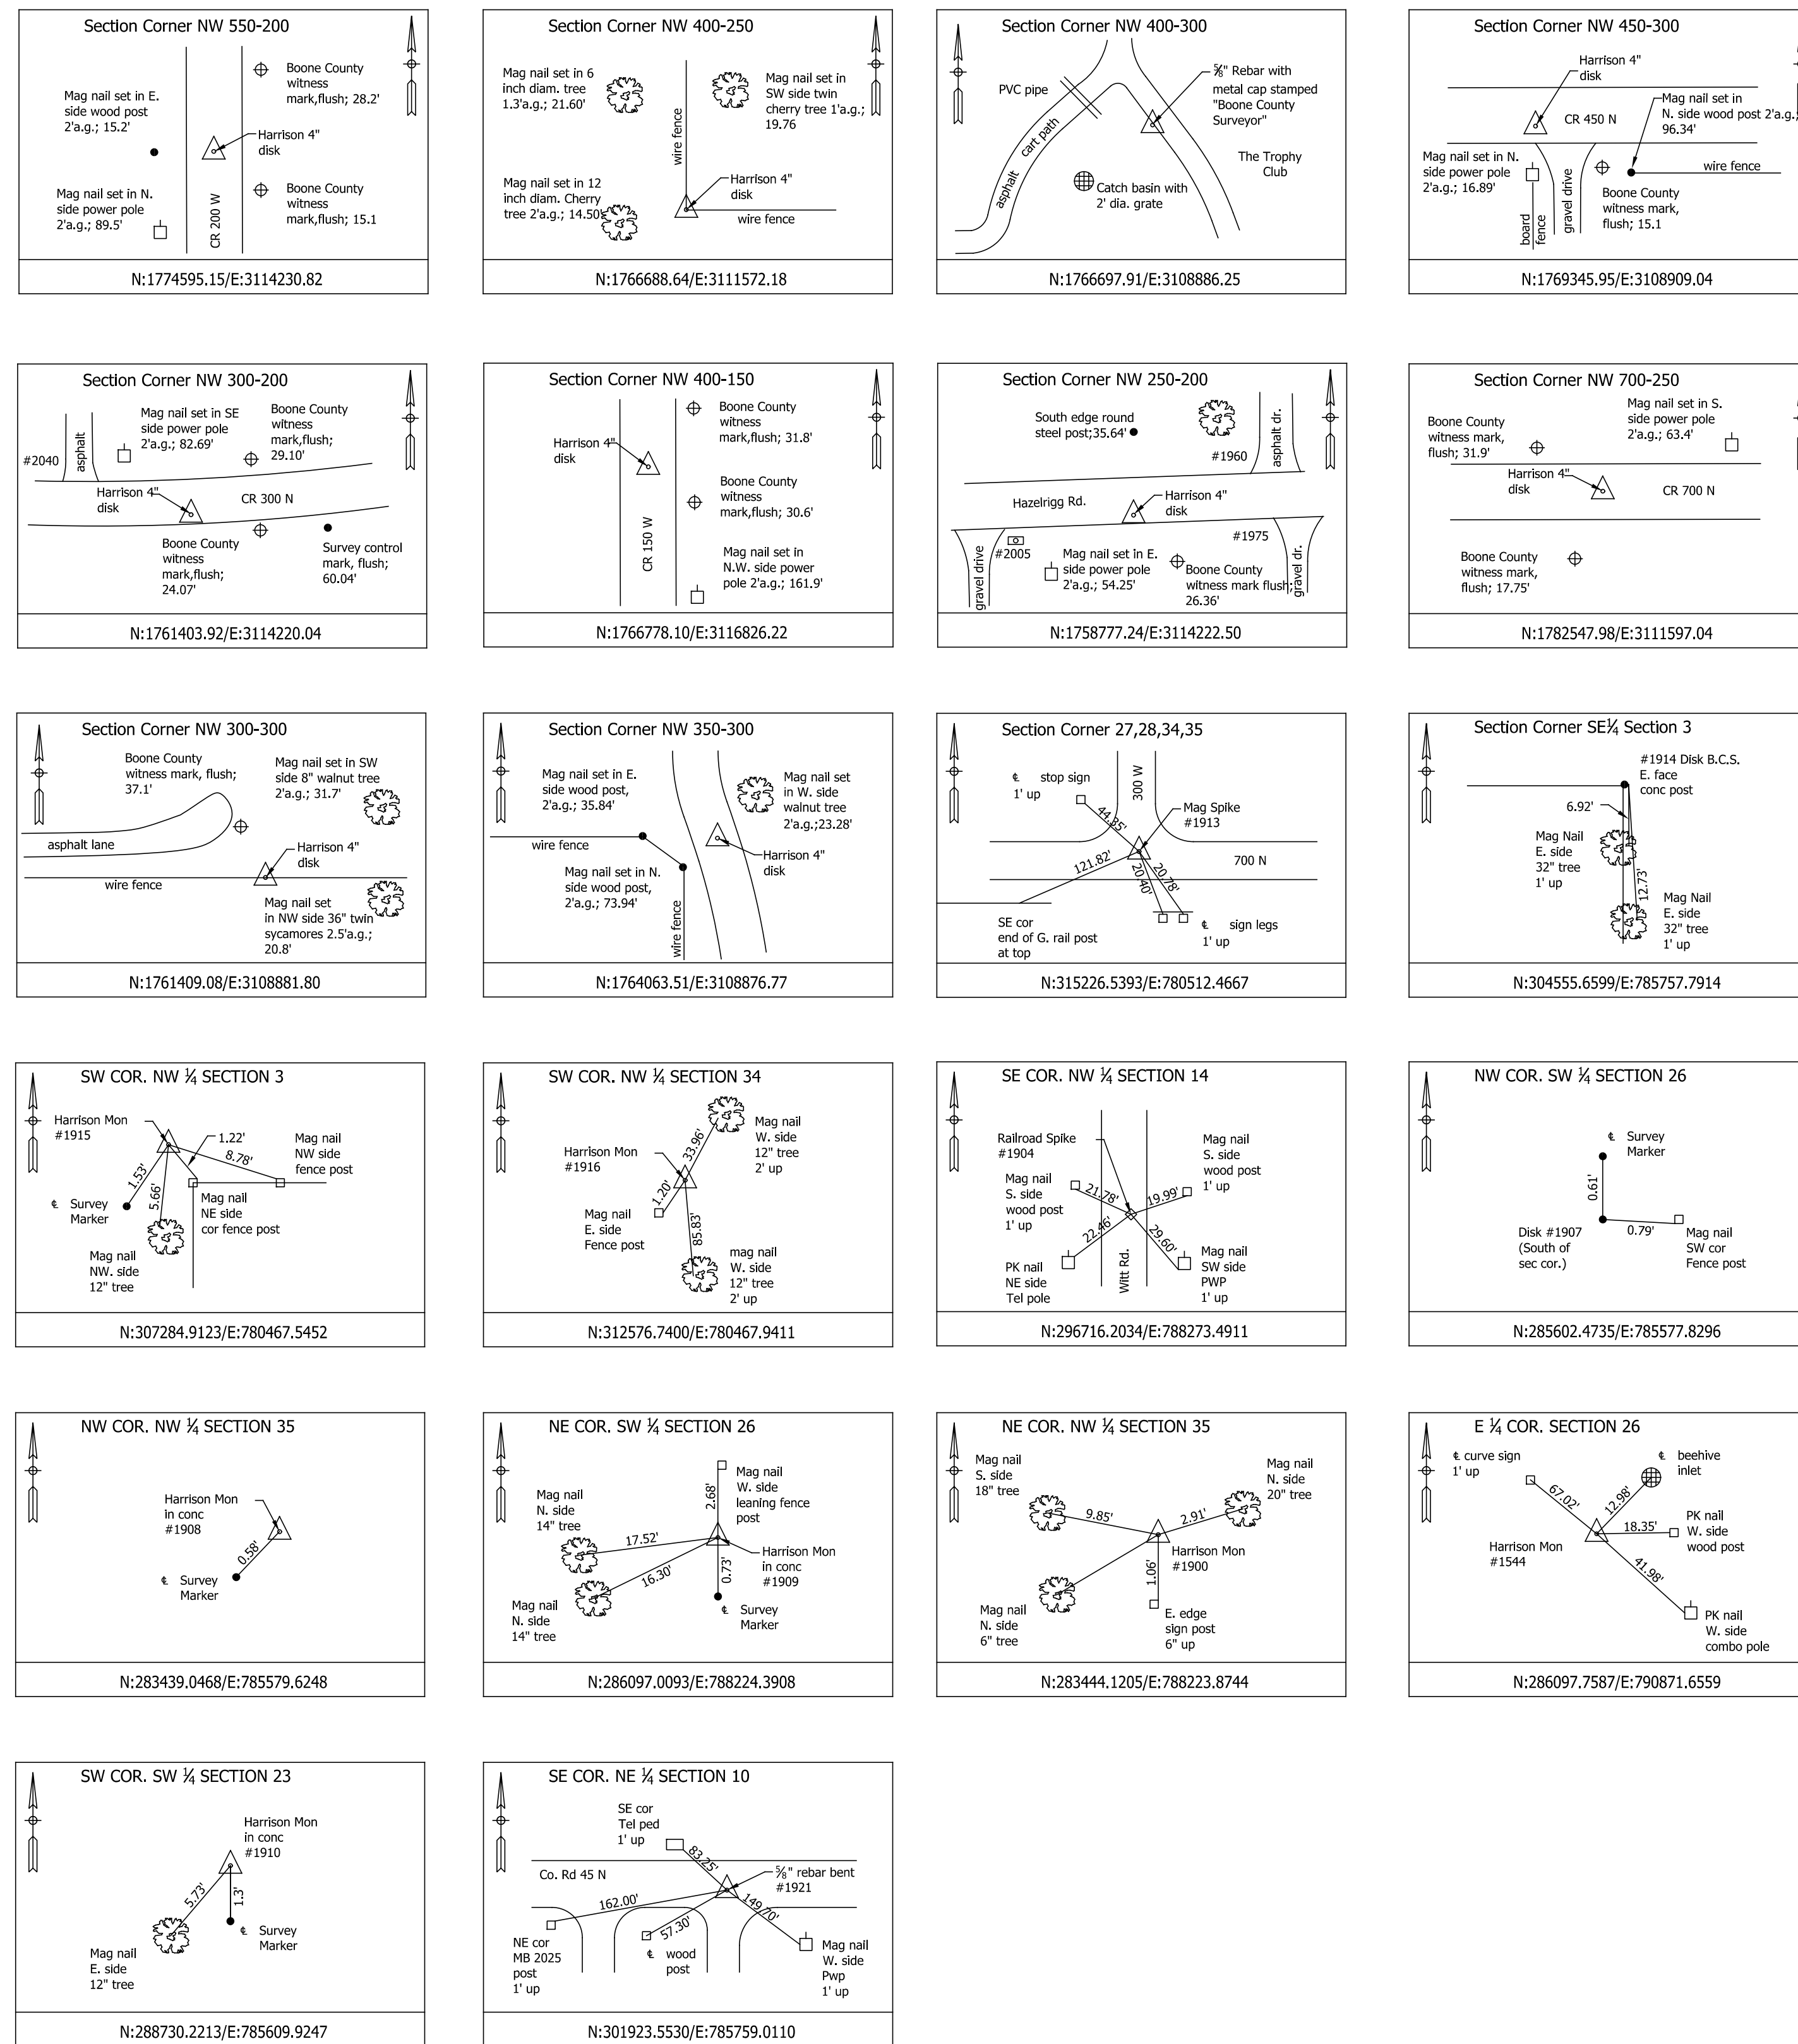 Section Corner NW 550-200
Boone County
witness
mark,flush; 28.2'
Mag nail set in E.
side wood post
2'a.g.; 15.2'
Harrison 4"
disk
Mag nail set in N.
side power pole
2'a.g.; 89.5'
CR 200 W
Boone County
witness
mark,flush; 15.1
N:1774595.15/E:3114230.82
Section Corner NW 400-250
Mag nail set in 6
inch diam. tree
1.3'a.g.; 21.60'
wire fence
Mag nail set in
SW side twin
cherry tree 1'a.g.;
19.76
Mag nail set in 12
inch diam. Cherry
tree 2'a.g.; 14.50'
Harrison 4"
disk
wire fence
N:1766688.64/E:3111572.18
Section Corner NW 400-300
PVC pipe
⅝" Rebar with
metal cap stamped
"Boone County
Surveyor"
asphalt
cart path
The Trophy
Club
Catch basin with
2' dia. grate
N:1766697.91/E:3108886.25
Section Corner NW 450-300
Harrison 4"
disk
Mag nail set in
N. side wood post 2'a.g.;
96.34'
CR 450 N
Mag nail set in N.
side power pole
2'a.g.; 16.89'
wire fence
board
fence
gravel drive
Boone County
witness mark,
flush; 15.1
N:1769345.95/E:3108909.04
Section Corner NW 300-200
#2040
asphalt
Mag nail set in SE
side power pole
2'a.g.; 82.69'
Boone County
witness
mark,flush;
29.10'
Harrison 4"
disk
CR 300 N
Boone County
witness
mark,flush;
24.07'
Survey control
mark, flush;
60.04'
N:1761403.92/E:3114220.04
Section Corner NW 400-150
Boone County
witness
mark,flush; 31.8'
Harrison 4"
disk
Boone County
witness
mark,flush; 30.6'
CR 150 W
Mag nail set in
N.W. side power
pole 2'a.g.; 161.9'
N:1766778.10/E:3116826.22
Section Corner NW 250-200
South edge round
steel post;35.64'
#1960
asphalt dr.
Hazelrigg Rd.
Harrison 4"
disk
#1975
#2005
gravel drive
Mag nail set in E.
side power pole
2'a.g.; 54.25'
Boone County
witness mark flush;
26.36'
gravel dr.
N:1758777.24/E:3114222.50
Section Corner NW 700-250
Mag nail set in S.
side power pole
2'a.g.; 63.4'
Boone County
witness mark,
flush; 31.9'
Harrison 4"
disk
CR 700 N
Boone County
witness mark,
flush; 17.75'
N:1782547.98/E:3111597.04
Section Corner NW 300-300
Boone County
witness mark, flush;
37.1'
Mag nail set in SW
side 8" walnut tree
2'a.g.; 31.7'
asphalt lane
Harrison 4"
disk
wire fence
Mag nail set
in NW side 36" twin
sycamores 2.5'a.g.;
20.8'
N:1761409.08/E:3108881.80
Section Corner NW 350-300
Mag nail set in E.
side wood post,
2'a.g.; 35.84'
Mag nail set
in W. side
walnut tree
2'a.g.;23.28'
wire fence
Harrison 4"
disk
Mag nail set in N.
side wood post,
2'a.g.; 73.94'
wire fence
N:1764063.51/E:3108876.77
Section Corner 27,28,34,35
℄ stop sign
1' up
300 W
44.35'
Mag Spike
#1913
121.82'
700 N
20.40'
20.78'
SE cor
end of G. rail post
at top
℄ sign legs
1' up
N:315226.5393/E:780512.4667
Section Corner SE¼ Section 3
#1914 Disk B.C.S.
E. face
conc post
6.92'
Mag Nail
E. side
32" tree
1' up
12.73'
Mag Nail
E. side
32" tree
1' up
N:304555.6599/E:785757.7914
SW COR. NW ¼ SECTION 3
Harrison Mon
#1915
1.22'
8.78'
Mag nail
NW side
fence post
1.53'
5.66'
℄ Survey
Marker
Mag nail
NE side
cor fence post
Mag nail
NW. side
12" tree
N:307284.9123/E:780467.5452
SW COR. NW ¼ SECTION 34
Mag nail
W. side
12" tree
2' up
33.96'
Harrison Mon
#1916
1.20'
Mag nail
E. side
Fence post
85.83'
mag nail
W. side
12" tree
2' up
N:312576.7400/E:780467.9411
SE COR. NW ¼ SECTION 14
Railroad Spike
#1904
Mag nail
S. side
wood post
1' up
Mag nail
S. side
wood post
1' up
21.78'
19.99'
22.46'
29.60'
PK nail
NE side
Tel pole
Witt Rd.
Mag nail
SW side
PWP
1' up
N:296716.2034/E:788273.4911
NW COR. SW ¼ SECTION 26
℄ Survey
Marker
0.61'
Disk #1907
(South of
sec cor.)
0.79'
Mag nail
SW cor
Fence post
N:285602.4735/E:785577.8296
NW COR. NW ¼ SECTION 35
Harrison Mon
in conc
#1908
0.58'
℄ Survey
Marker
N:283439.0468/E:785579.6248
NE COR. SW ¼ SECTION 26
Mag nail
W. side
leaning fence
post
2.68'
Mag nail
N. side
14" tree
17.52'
16.30'
Harrison Mon
in conc
#1909
0.73'
Mag nail
N. side
14" tree
℄ Survey
Marker
N:286097.0093/E:788224.3908
NE COR. NW ¼ SECTION 35
Mag nail
S. side
18" tree
Mag nail
N. side
20" tree
9.85'
2.91'
Harrison Mon
#1900
1.06'
Mag nail
N. side
6" tree
E. edge
sign post
6" up
N:283444.1205/E:788223.8744
E ¼ COR. SECTION 26
℄ curve sign
1' up
℄ beehive
inlet
67.02'
12.98'
PK nail
W. side
wood post
18.35'
Harrison Mon
#1544
41.98'
PK nail
W. side
combo pole
N:286097.7587/E:790871.6559
SW COR. SW ¼ SECTION 23
Harrison Mon
in conc
#1910
5.73'
1.3'
℄ Survey
Marker
Mag nail
E. side
12" tree
N:288730.2213/E:785609.9247
SE COR. NE ¼ SECTION 10
SE cor
Tel ped
1' up
83.25'
Co. Rd 45 N
⅝" rebar bent
#1921
162.00'
149.70'
57.30'
NE cor
MB 2025
post
1' up
℄ wood
post
Mag nail
W. side
Pwp
1' up
N:301923.5530/E:785759.0110